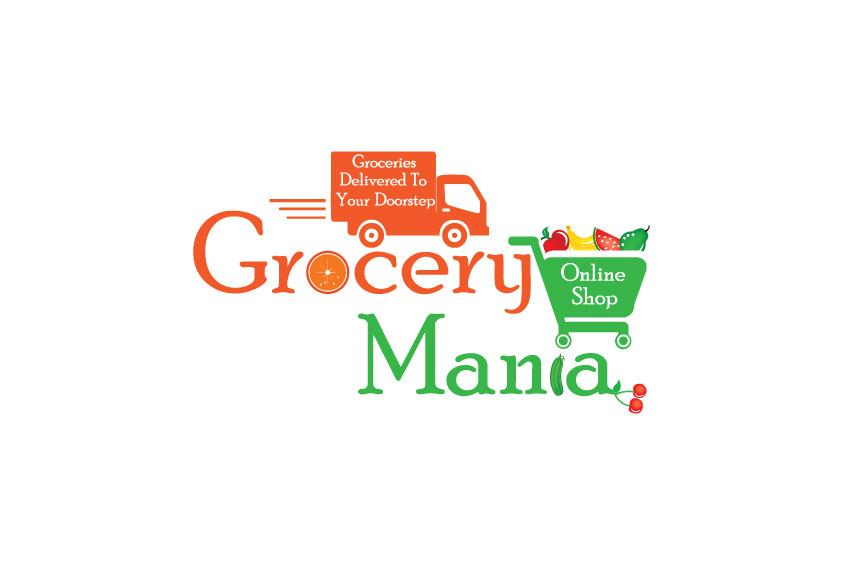 Groceries
Delivered To
Your Doorstep
Grocery
Online
Shop
Mania